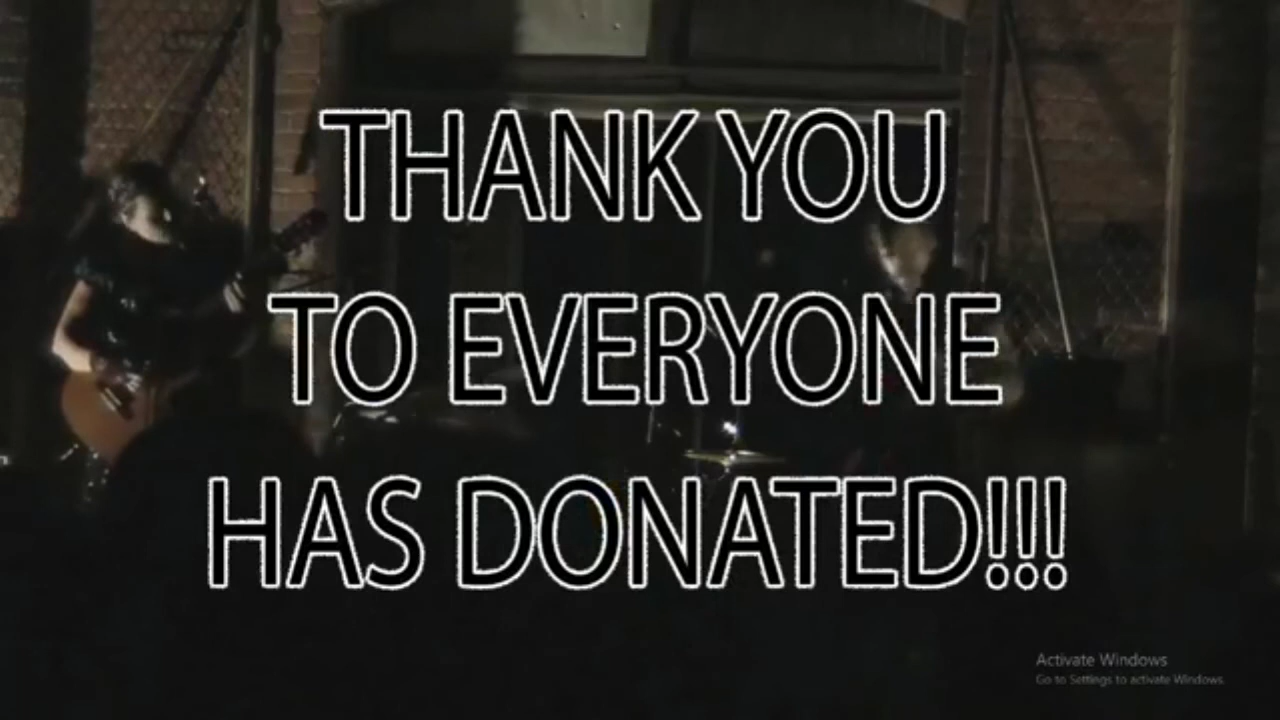 THANK YOU
TO EVERYONE
HAS DONATED!!!
Activate Windows
Go to Settings to activate Windows.